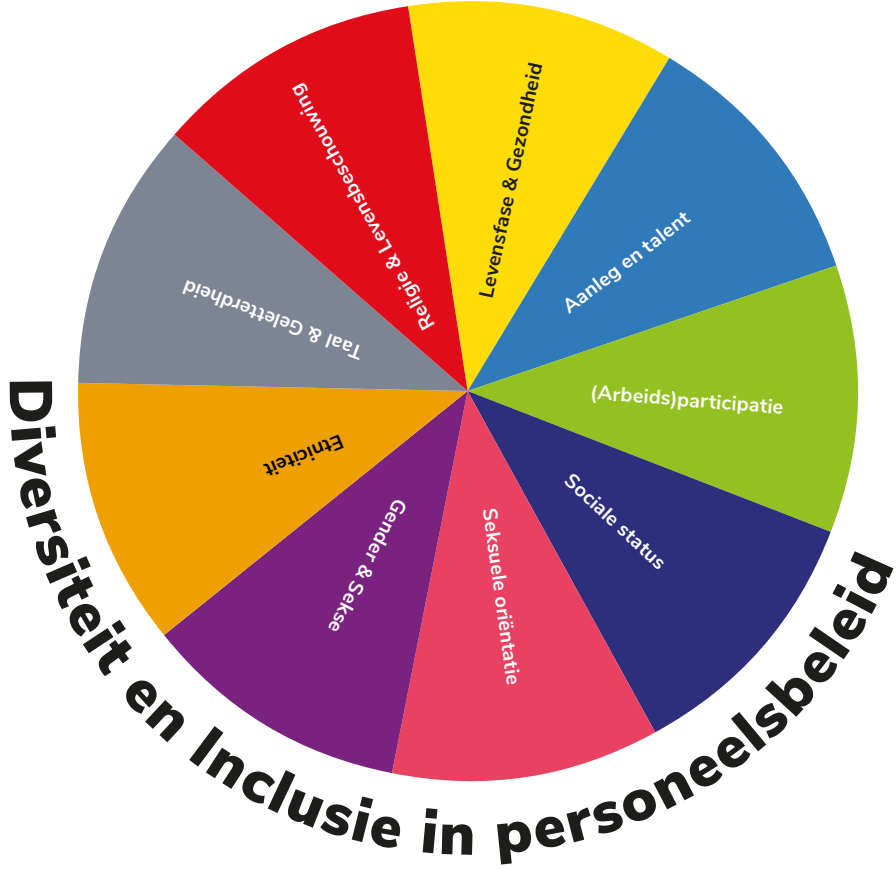 Levensfase & Gezondheid
Aanleg en talent
(Arbeids)participatie
Sociale status
Seksuele oriëntatie
Gender & Sekse
Etniciteit
Taal & Geletterdheid
Religie & Levensbeschouwing
Diversiteit en Inclusie in personeelsbeleid